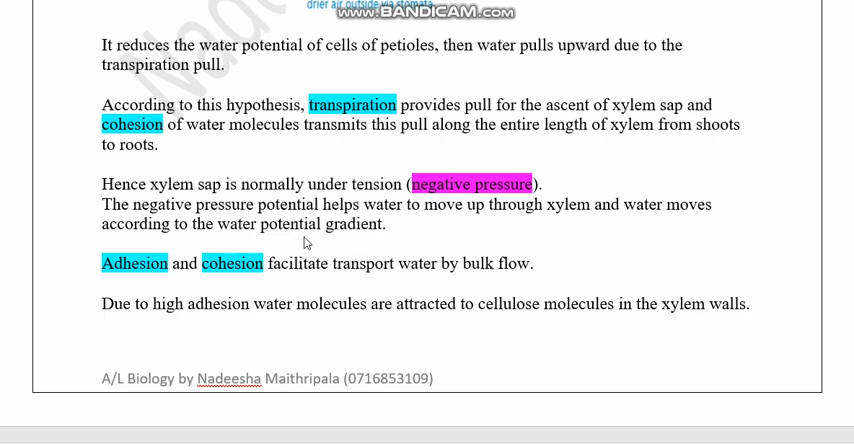 drier air outside via stomata
www.BANDICAM.com
It reduces the water potential of cells of petioles, then water pulls upward due to the
transpiration pull.
According to this hypothesis, transpiration provides pull for the ascent of xylem sap and
cohesion of water molecules transmits this pull along the entire length of xylem from shoots
to roots.
Hence xylem sap is normally under tension (negative pressure).
The negative pressure potential helps water to move up through xylem and water moves
according to the water potential gradient.
Adhesion and cohesion facilitate transport water by bulk flow.
Due to high adhesion water molecules are attracted to cellulose molecules in the xylem walls.
A/L Biology by Nadeesha Maithripala (0716853109)